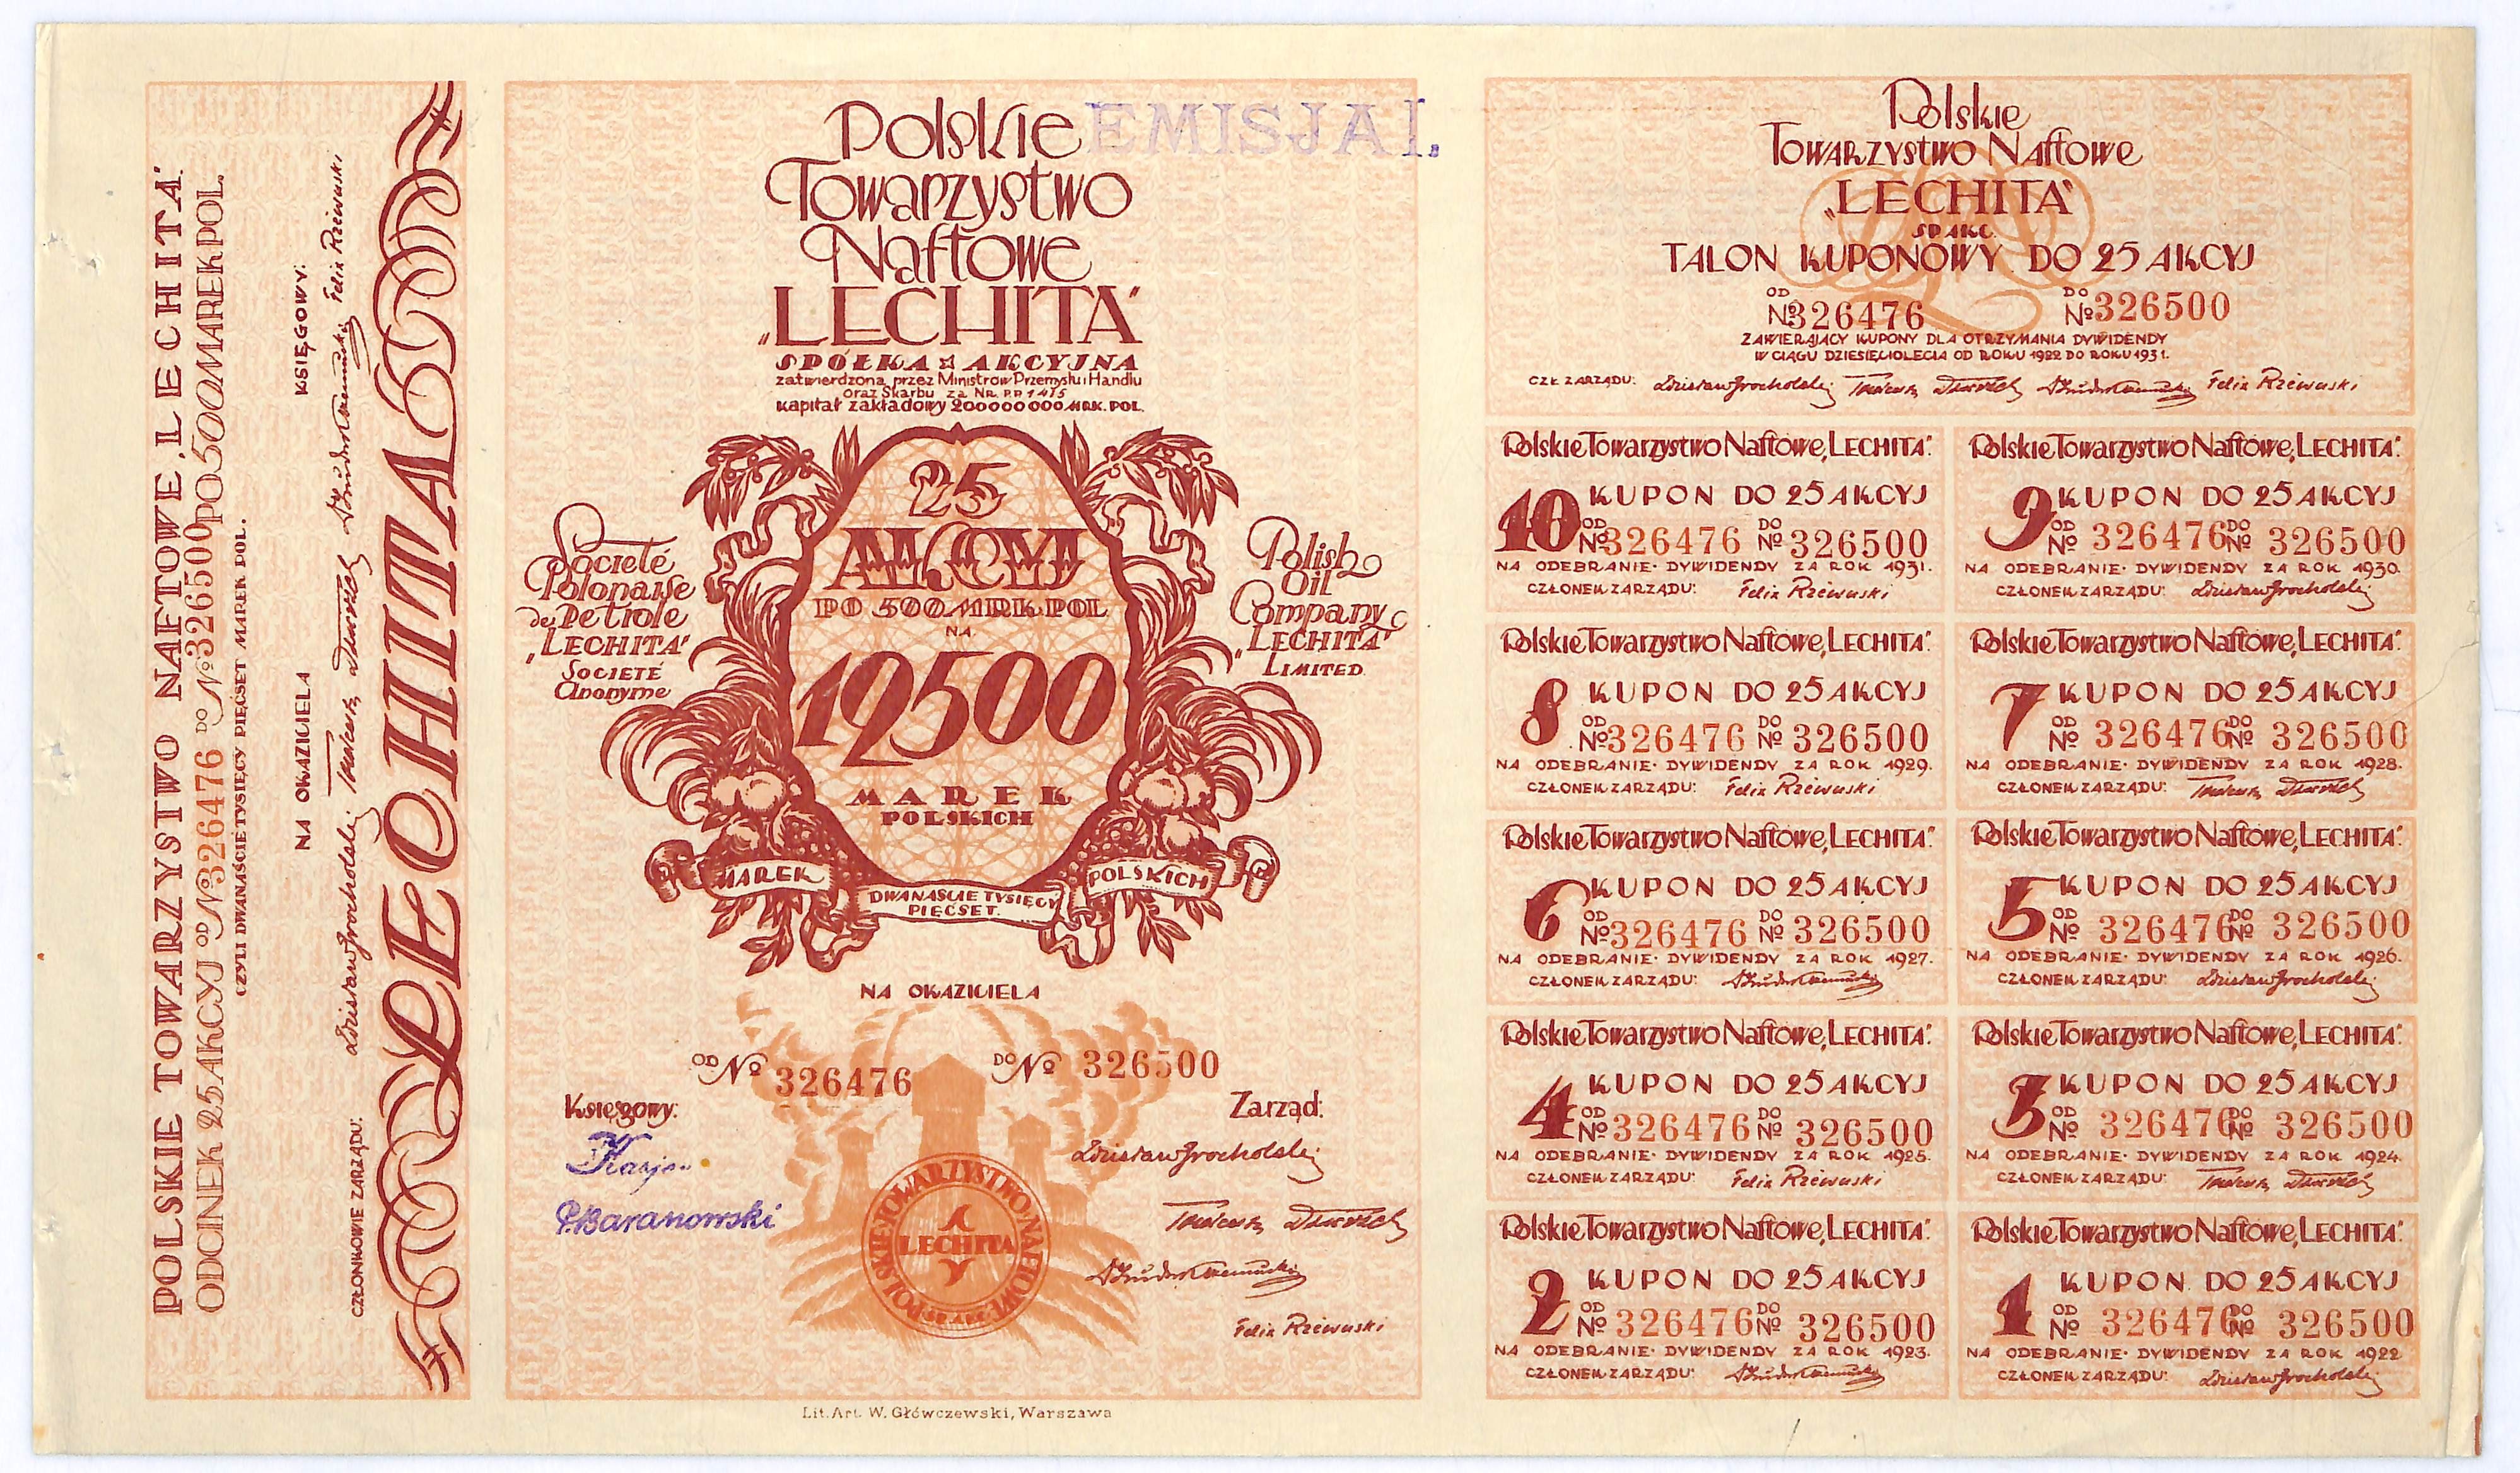 POLSKIE TOWARZYSTWO NAFTOWE „LECHITA”.
ODCINEK 25 AKCYJ OD № 326476 DO № 326500 PO 500 MAREK POL.
CZYLI DWANAŚCIE TYSIĘCY PIĘĆSET MAREK POL.
NA OKAZICIELA
KSIĘGOWY:
CZŁONKOWIE ZARZĄDU:
Zdzisław Grocholski
Felix Rzewuski
LECHITA
EMISJA I.
Polskie
Towarzystwo
Naftowe
„LECHITA”
SPÓŁKA AKCYJNA
zatwierdzona przez Ministrów Przemysłu i Handlu
oraz Skarbu za Nr. P.P. 1415
kapitał zakładowy 200000000 MRK. POL.
25
AKCYJ
PO 500 MRK. POL
NA
12500
MAREK
POLSKICH
MAREK
DWANAŚCIE TYSIĘCY
PIĘĆSET.
POLSKICH
Societé
Polonaise
de Petrole
„LECHITA”
SOCIETÉ
Anonyme
Polish
Oil
Company
„LECHITA”
LIMITED
NA OKAZICIELA
OD № 326476 DO № 326500
Księgowy:
P. Baranowski
Zarząd:
Zdzisław Grocholski
Felix Rzewuski
POLSKIE TOWARZYSTWO NAFTOWE SP. AKC.
LECHITA
Lit. Art. W. Główczewski, Warszawa
Polskie
Towarzystwo Naftowe
„LECHITA”
SP AKC.
TALON KUPONOWY DO 25 AKCYJ
OD № 326476 DO № 326500
ZAWIERAJĄCY KUPONY DLA OTRZYMANIA DYWIDENDY
W CIĄGU DZIESIĘCIOLECIA OD ROKU 1922 DO ROKU 1931.
CZŁ. ZARZĄDU: Zdzisław Grocholski Felix Rzewuski
Polskie Towarzystwo Naftowe „LECHITA”.
10 KUPON DO 25 AKCYJ
OD № 326476 DO № 326500
NA ODEBRANIE DYWIDENDY ZA ROK 1931.
CZŁONEK ZARZĄDU: Felix Rzewuski
Polskie Towarzystwo Naftowe „LECHITA”.
9 KUPON DO 25 AKCYJ
OD № 326476 DO № 326500
NA ODEBRANIE DYWIDENDY ZA ROK 1930.
CZŁONEK ZARZĄDU: Zdzisław Grocholski
Polskie Towarzystwo Naftowe „LECHITA”.
8 KUPON DO 25 AKCYJ
OD № 326476 DO № 326500
NA ODEBRANIE DYWIDENDY ZA ROK 1929.
CZŁONEK ZARZĄDU: Felix Rzewuski
Polskie Towarzystwo Naftowe „LECHITA”.
7 KUPON DO 25 AKCYJ
OD № 326476 DO № 326500
NA ODEBRANIE DYWIDENDY ZA ROK 1928.
CZŁONEK ZARZĄDU:
Polskie Towarzystwo Naftowe „LECHITA”.
6 KUPON DO 25 AKCYJ
OD № 326476 DO № 326500
NA ODEBRANIE DYWIDENDY ZA ROK 1927.
CZŁONEK ZARZĄDU:
Polskie Towarzystwo Naftowe „LECHITA”.
5 KUPON DO 25 AKCYJ
OD № 326476 DO № 326500
NA ODEBRANIE DYWIDENDY ZA ROK 1926.
CZŁONEK ZARZĄDU: Zdzisław Grocholski
Polskie Towarzystwo Naftowe „LECHITA”.
4 KUPON DO 25 AKCYJ
OD № 326476 DO № 326500
NA ODEBRANIE DYWIDENDY ZA ROK 1925.
CZŁONEK ZARZĄDU: Felix Rzewuski
Polskie Towarzystwo Naftowe „LECHITA”.
3 KUPON DO 25 AKCYJ
OD № 326476 DO № 326500
NA ODEBRANIE DYWIDENDY ZA ROK 1924.
CZŁONEK ZARZĄDU:
Polskie Towarzystwo Naftowe „LECHITA”.
2 KUPON DO 25 AKCYJ
OD № 326476 DO № 326500
NA ODEBRANIE DYWIDENDY ZA ROK 1923.
CZŁONEK ZARZĄDU:
Polskie Towarzystwo Naftowe „LECHITA”.
1 KUPON DO 25 AKCYJ
OD № 326476 DO № 326500
NA ODEBRANIE DYWIDENDY ZA ROK 1922
CZŁONEK ZARZĄDU: Zdzisław Grocholski